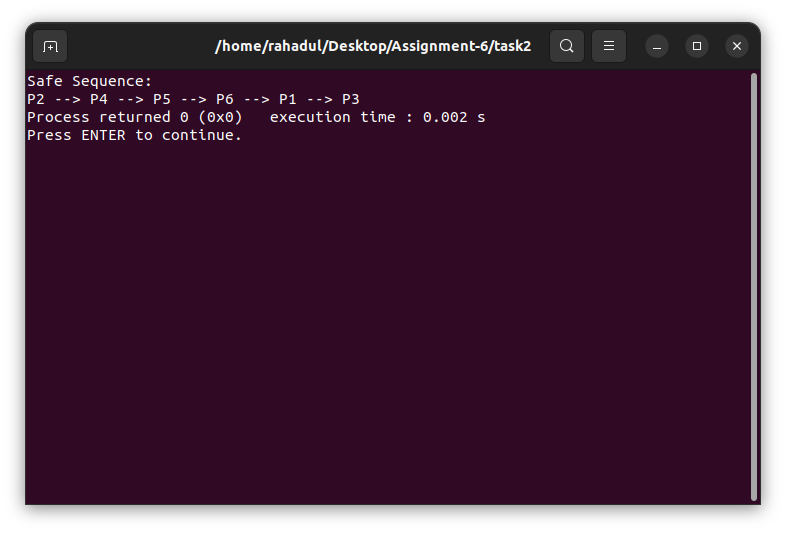 /home/rahadul/Desktop/Assignment-6/task2
Safe Sequence:
P2 --> P4 --> P5 --> P6 --> P1 --> P3
Process returned 0 (0x0)   execution time : 0.002 s
Press ENTER to continue.